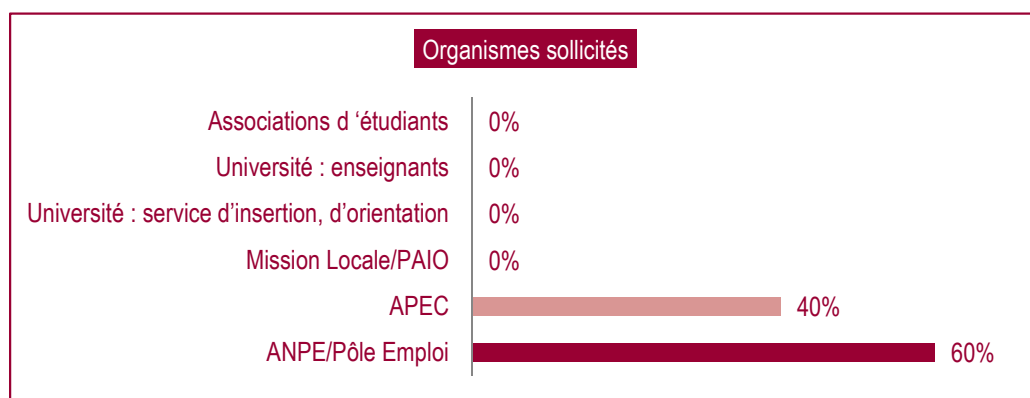 Organismes sollicités
Associations d ‘étudiants 0%
Université : enseignants 0%
Université : service d’insertion, d’orientation 0%
Mission Locale/PAIO 0%
APEC 40%
ANPE/Pôle Emploi 60%